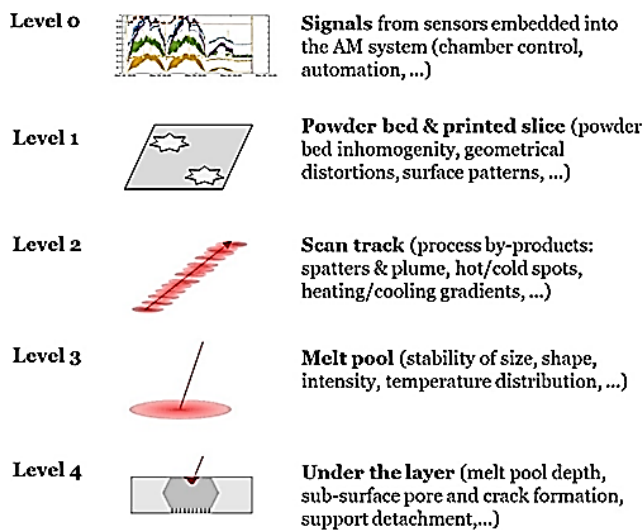 Level 0
Signals from sensors embedded into
the AM system (chamber control,
automation, ...)
Level 1
Powder bed & printed slice (powder
bed inhomogenity, geometrical
distortions, surface patterns, ...)
Level 2
Scan track (process by-products:
spatters & plume, hot/cold spots,
heating/cooling gradients, ...)
Level 3
Melt pool (stability of size, shape,
intensity, temperature distribution, ...)
Level 4
Under the layer (melt pool depth,
sub-surface pore and crack formation,
support detachment,...)